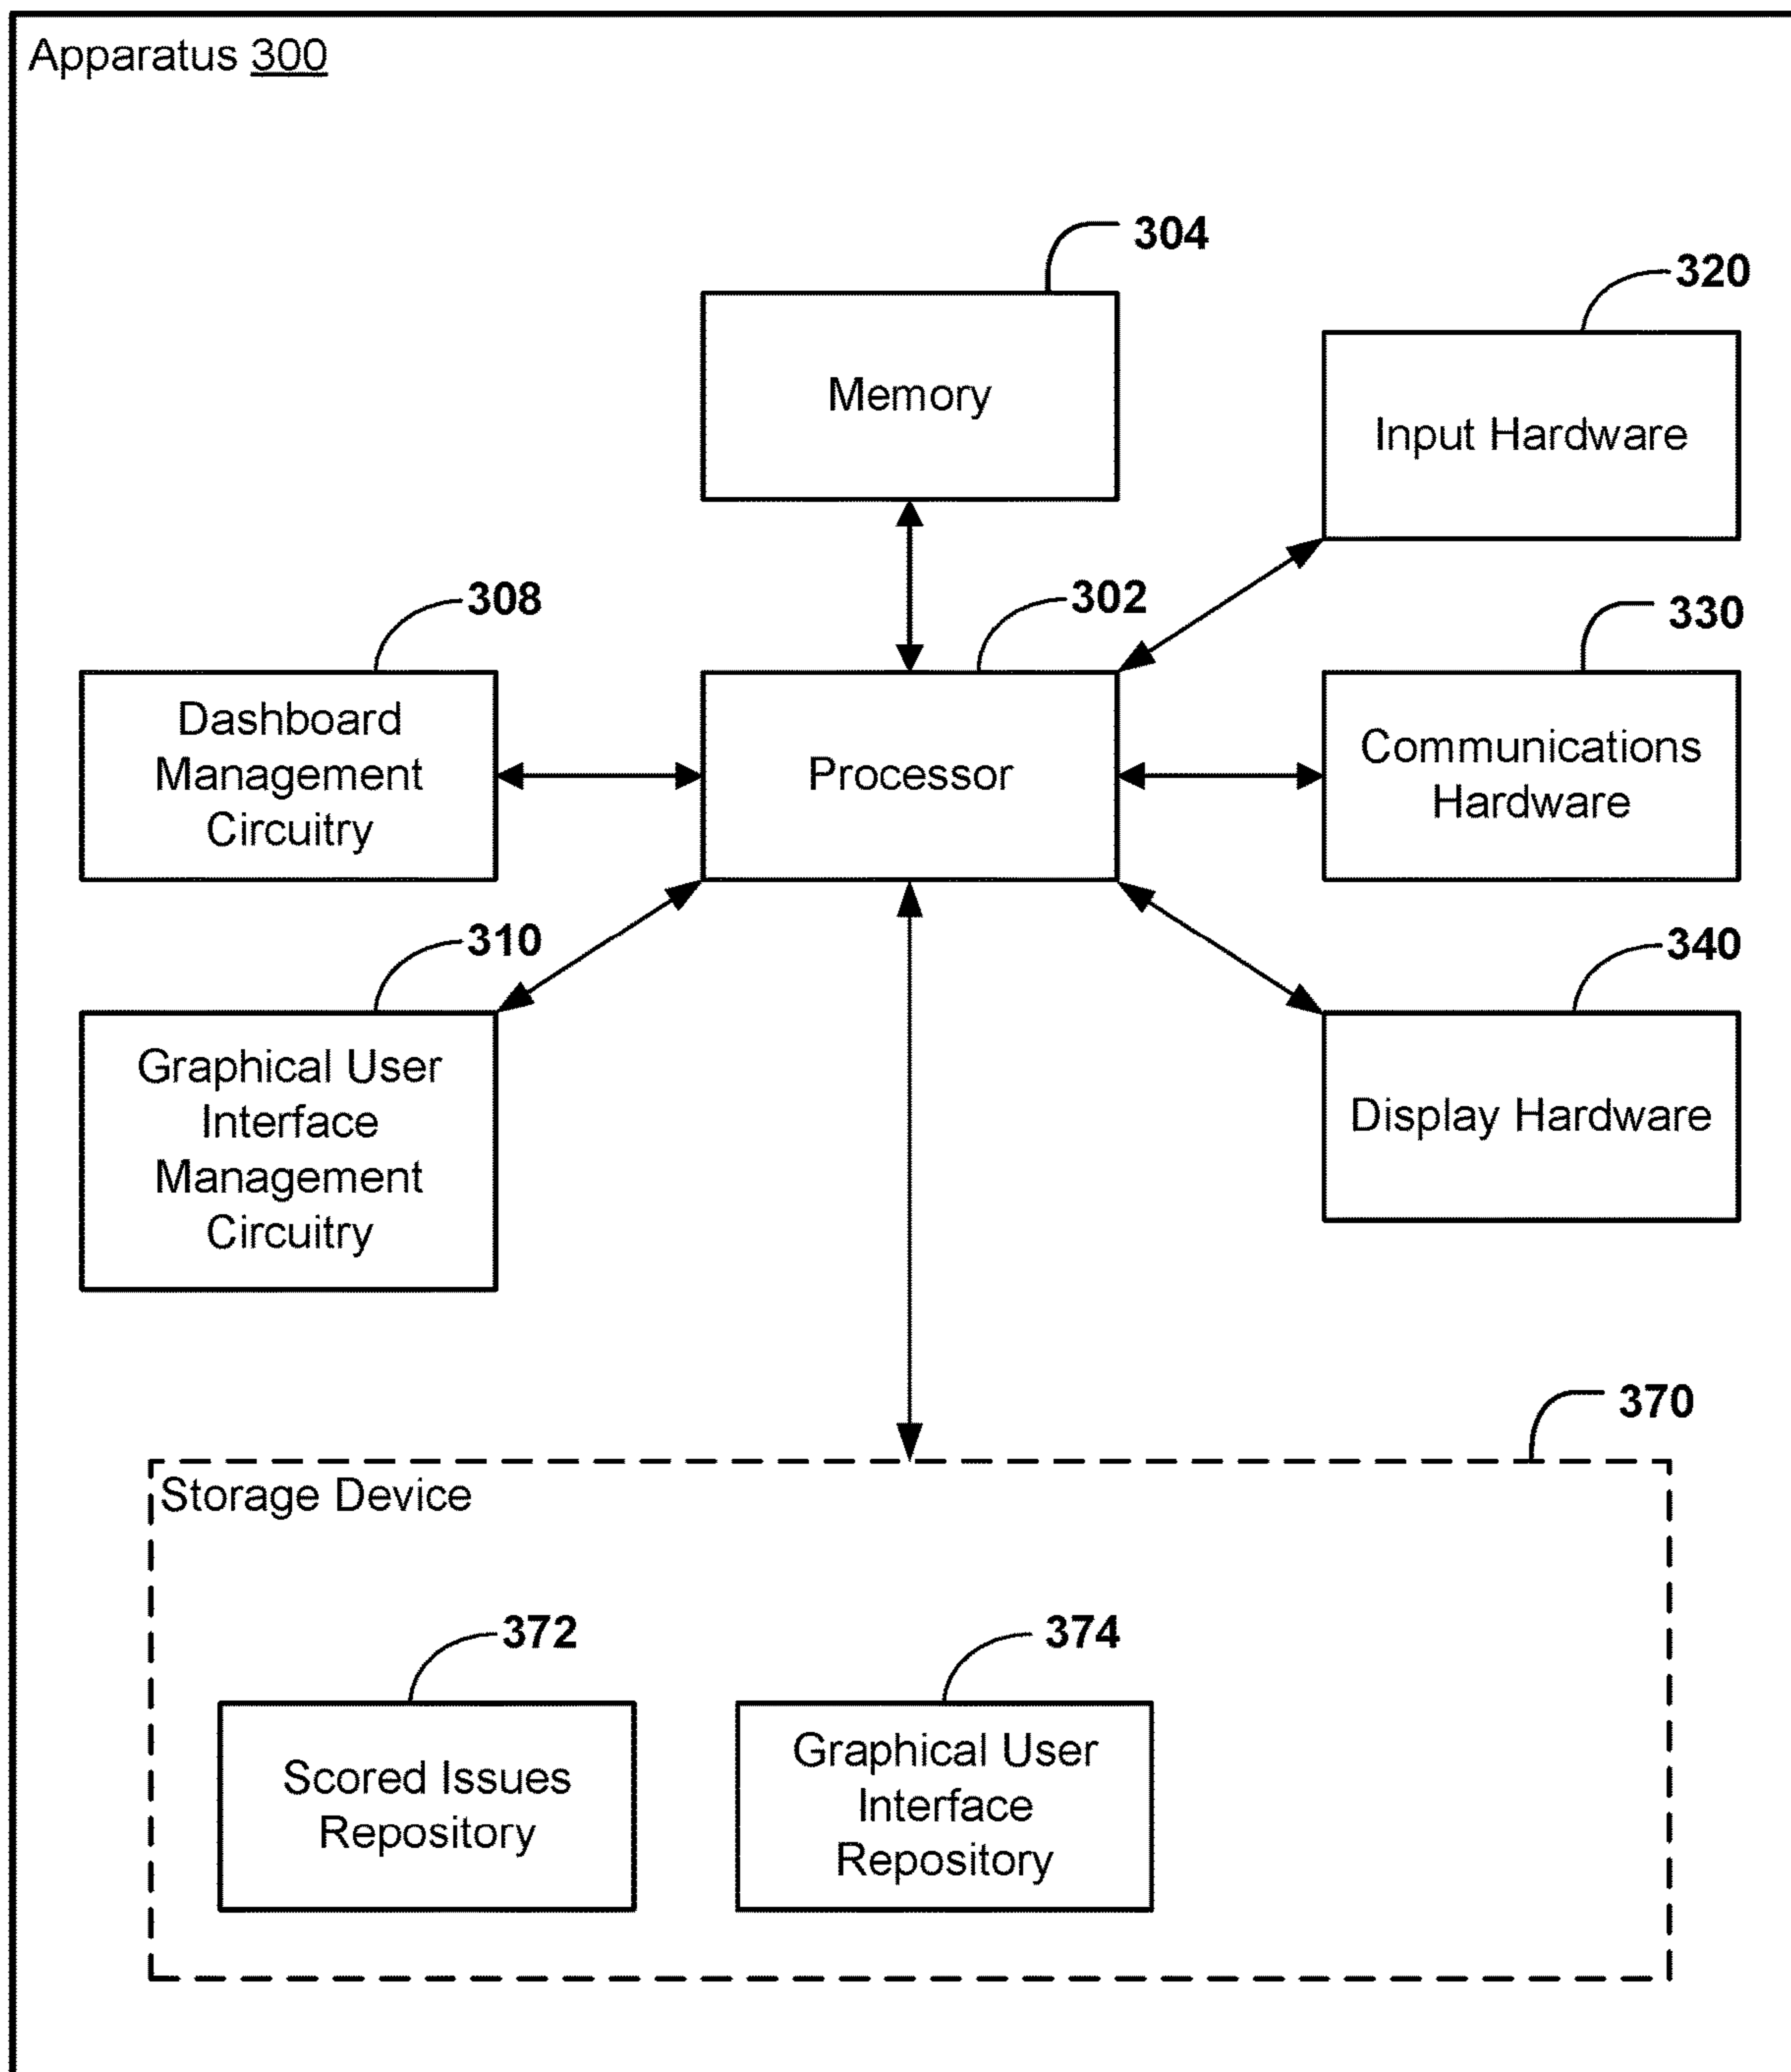 Apparatus 300
304
Memory
320
Input Hardware
308
Dashboard
Management
Circuitry
302
Processor
330
Communications
Hardware
310
Graphical User
Interface
Management
Circuitry
340
Display Hardware
370
Storage Device
372
Scored Issues
Repository
374
Graphical User
Interface
Repository